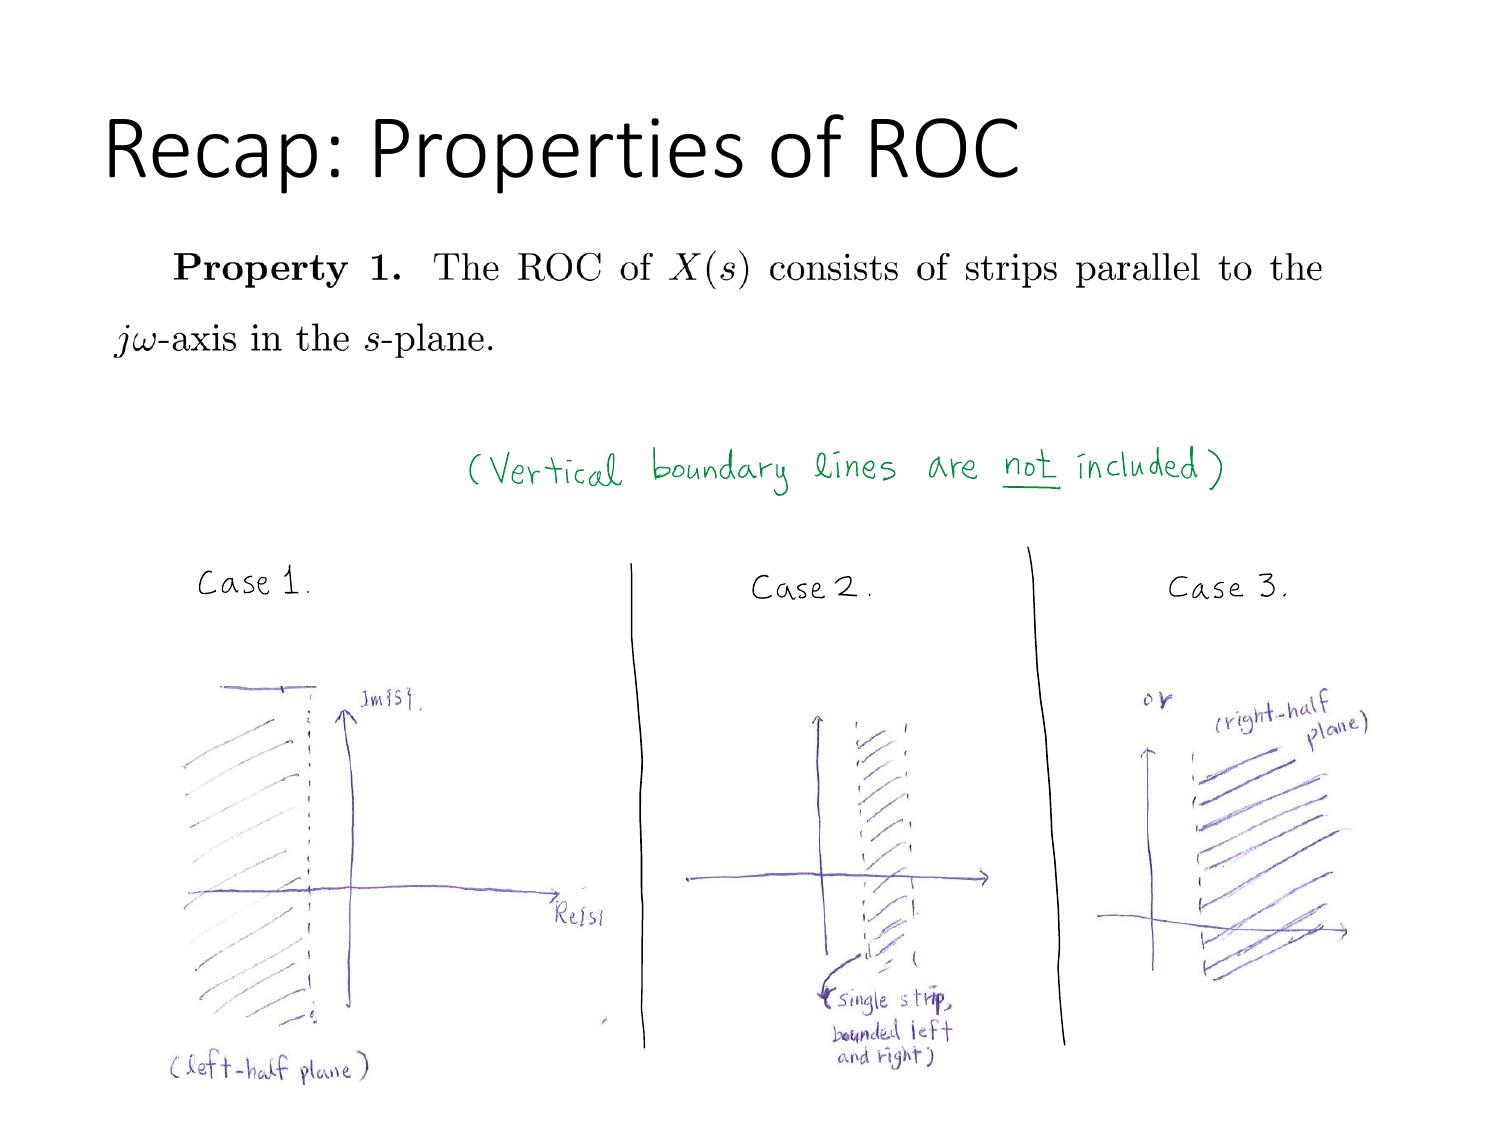 Recap: Properties of ROC
Property 1. The ROC of X(s) consists of strips parallel to the
jω-axis in the s-plane.
(Vertical boundary lines are not included)
Case 1.
Im{S}.
Re{s}
(left-half plane)
Case 2.
(single strip,
bounded left
and right)
Case 3.
or
(right-half
plane)